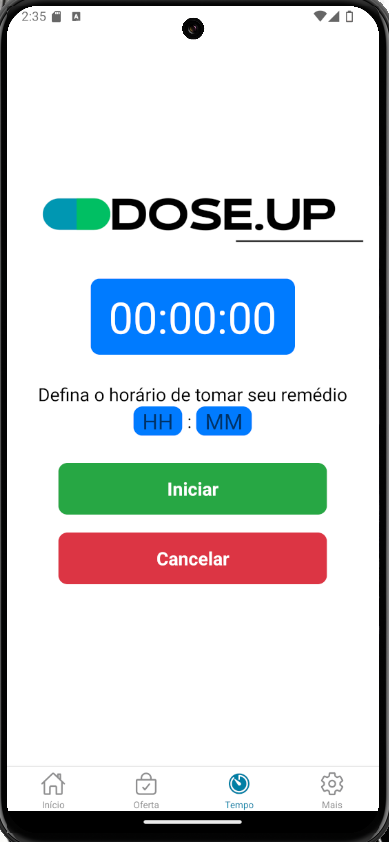 2:35
DOSE.UP
00:00:00
Defina o horário de tomar seu remédio
HH : MM
Iniciar
Cancelar
Início Oferta Tempo Mais